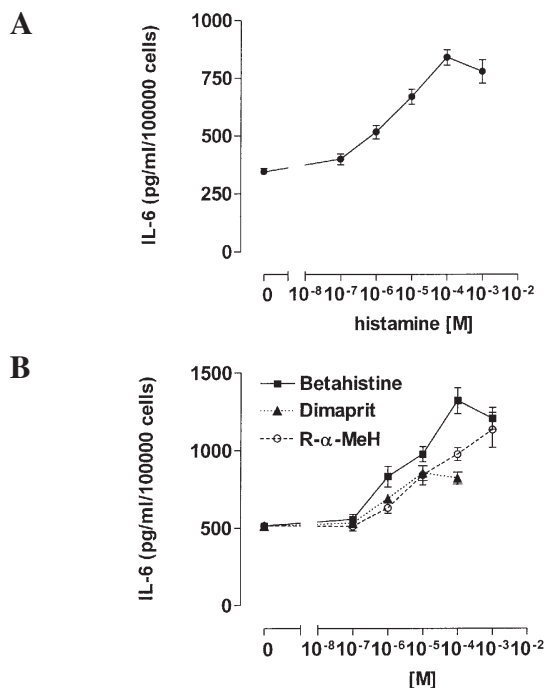 A
1000
750
500
250
0
IL-6 (pg/ml/100000 cells)
0 10⁻⁸ 10⁻⁷ 10⁻⁶ 10⁻⁵ 10⁻⁴ 10⁻³ 10⁻²
histamine [M]
B
1500
1000
500
0
IL-6 (pg/ml/100000 cells)
Betahistine
Dimaprit
R-α-MeH
0 10⁻⁸ 10⁻⁷ 10⁻⁶ 10⁻⁵ 10⁻⁴ 10⁻³ 10⁻²
[M]